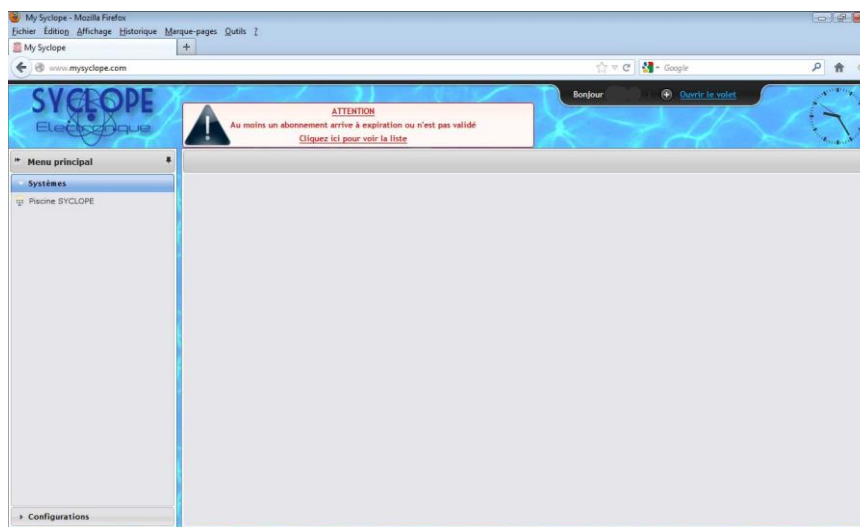 My Syclope - Mozilla Firefox
Fichier Édition Affichage Historique Marque-pages Outils ?
My Syclope +
www.mysyclope.com
Google
SYCLOPE
Electronique
ATTENTION
Au moins un abonnement arrive à expiration ou n'est pas validé
Cliquez ici pour voir la liste
Bonjour
Ouvrir le volet
Menu principal
Systèmes
Piscine SYCLOPE
Configurations